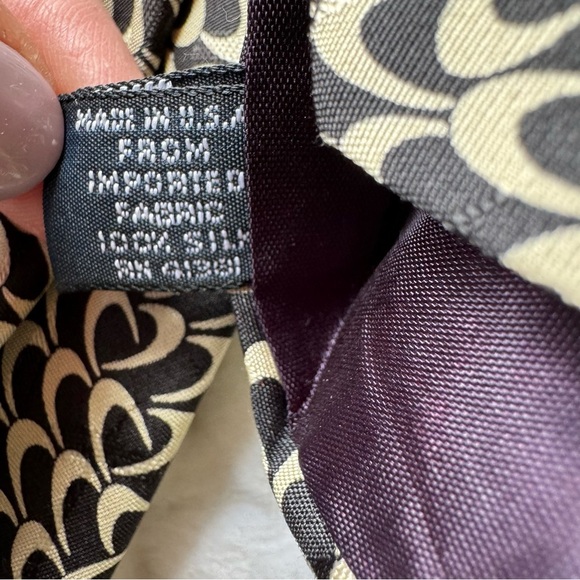 MADE IN U.S.A
FROM
IMPORTED
FABRIC
100% SILK